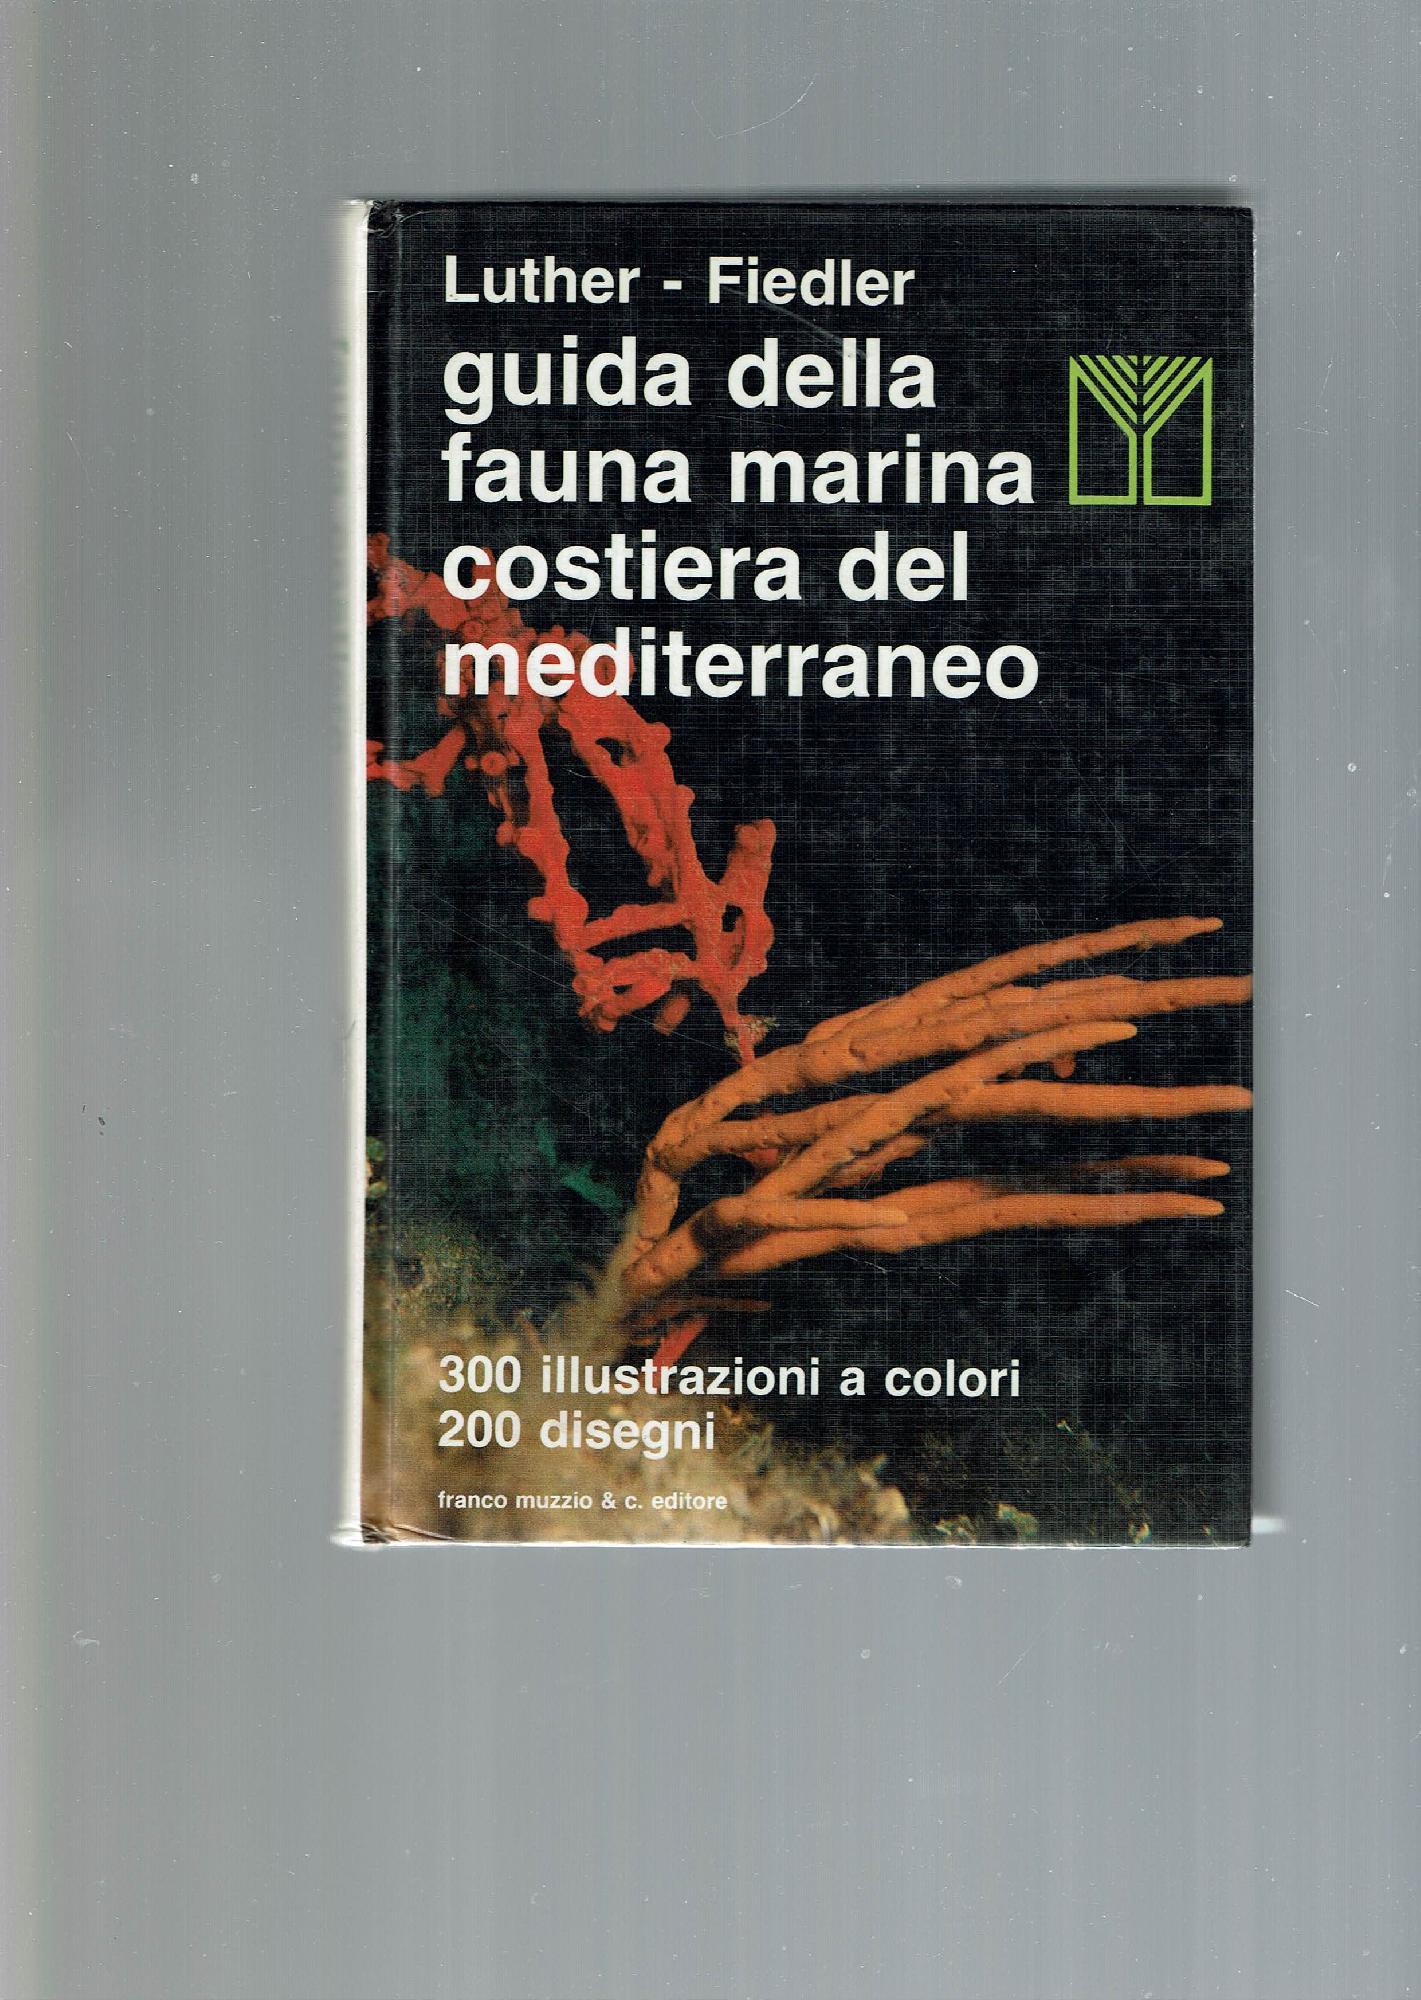 Luther - Fiedler
guida della
fauna marina
costiera del
mediterraneo
300 illustrazioni a colori
200 disegni
franco muzzio & c. editore